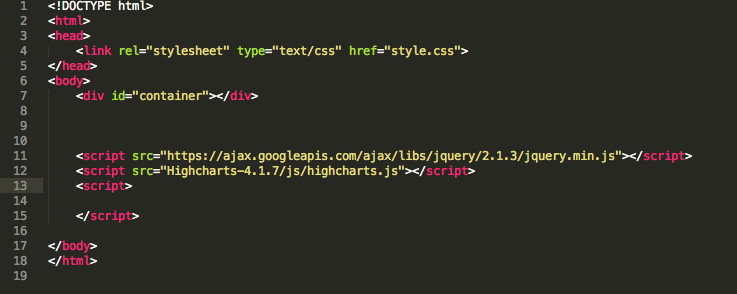 1 <!DOCTYPE html>
2 <html>
3 <head>
4 <link rel="stylesheet" type="text/css" href="style.css">
5 </head>
6 <body>
7 <div id="container"></div>
8
9
10
11 <script src="https://ajax.googleapis.com/ajax/libs/jquery/2.1.3/jquery.min.js"></script>
12 <script src="Highcharts-4.1.7/js/highcharts.js"></script>
13 <script>
14
15 </script>
16
17 </body>
18 </html>
19